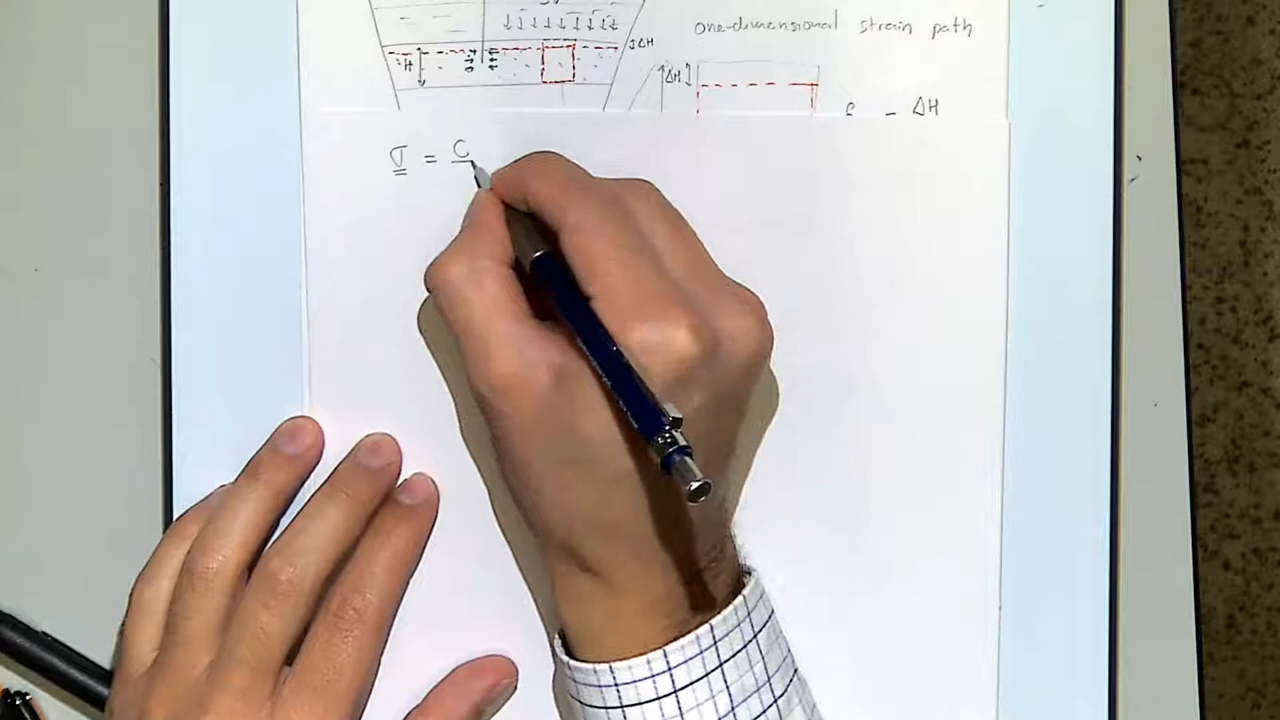 one-dimensional strain path
ΔH
H
ΔH
= ΔH
σ = C